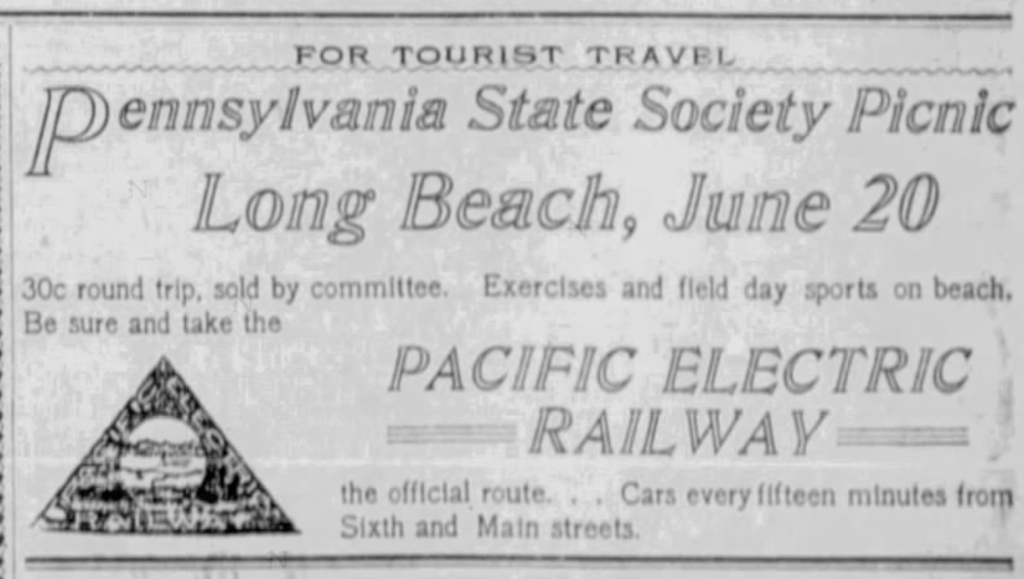 FOR TOURIST TRAVEL
Pennsylvania State Society Picnic
Long Beach, June 20
30c round trip, sold by committee. Exercises and field day sports on beach.
Be sure and take the
PACIFIC ELECTRIC
RAILWAY
RAILWAY
the official route. . . Cars every fifteen minutes from
Sixth and Main streets.